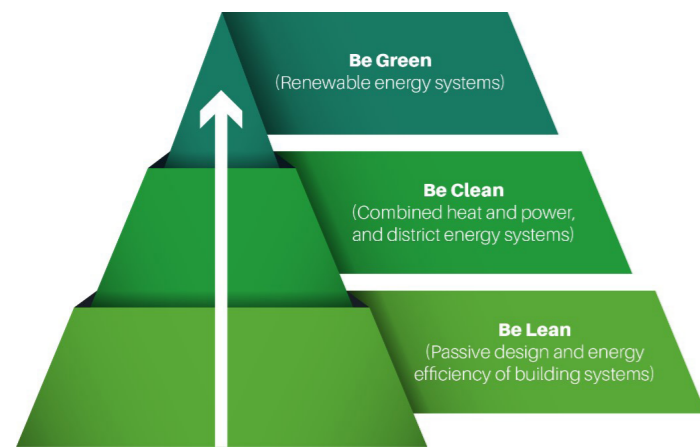 Be Green
(Renewable energy systems)
Be Clean
(Combined heat and power,
and district energy systems)
Be Lean
(Passive design and energy
efficiency of building systems)